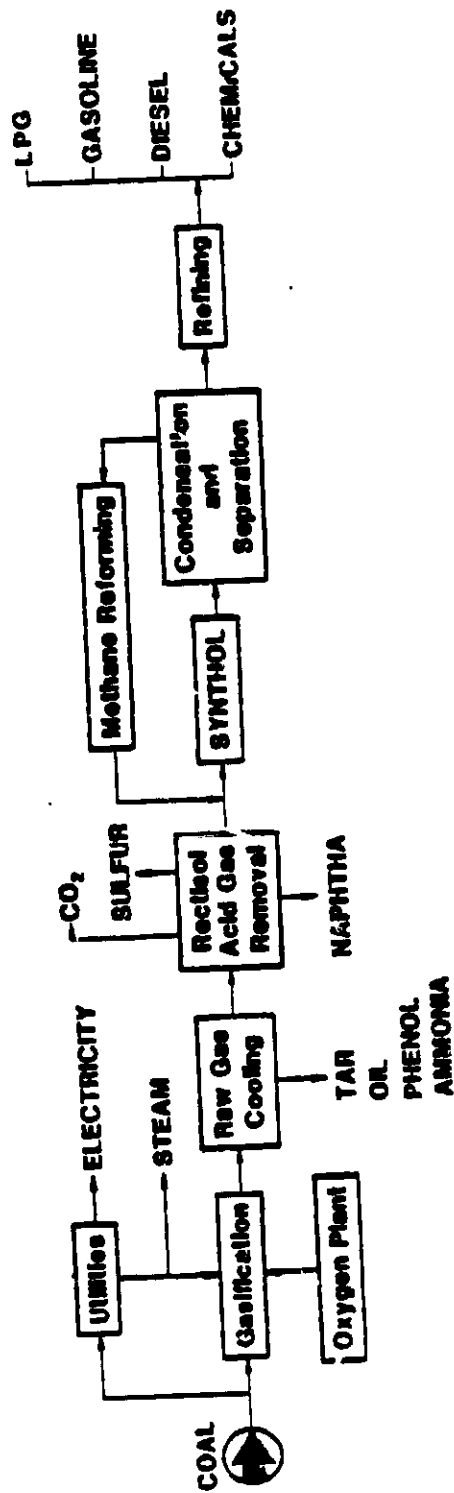 COAL
Utilities
ELECTRICITY
STEAM
Gasification
Oxygen Plant
Raw Gas
Cooling
TAR
OIL
PHENOL
AMMONIA
CO₂
SULFUR
Rectisol
Acid Gas
Removal
NAPHTHA
Methane Reforming
SYNTHOL
Condensation
and
Separation
Refining
LPG
GASOLINE
DIESEL
CHEMICALS